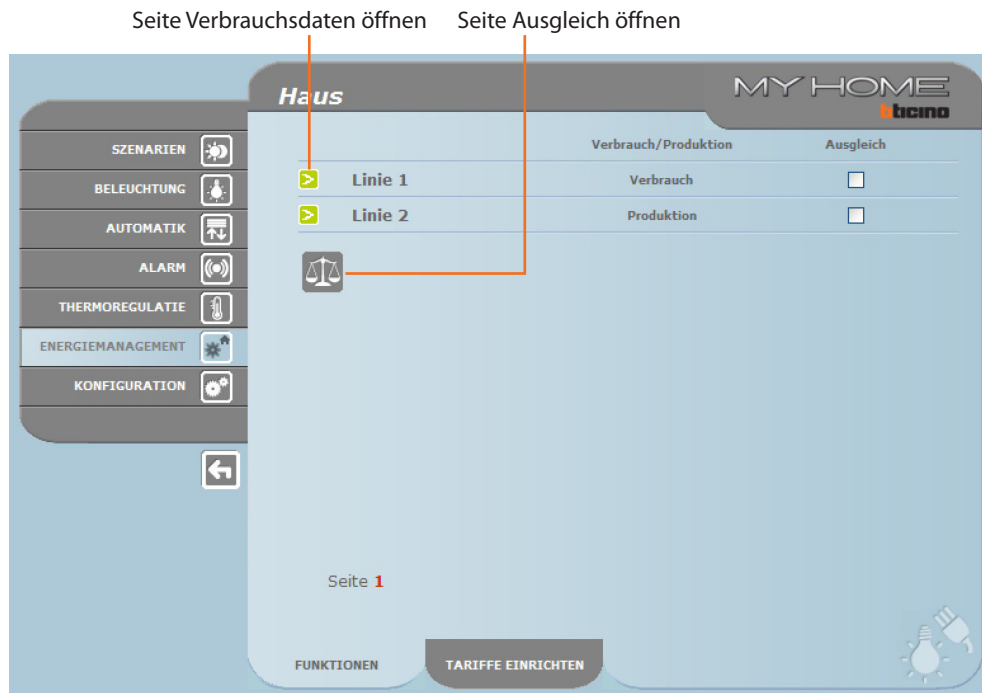 Seite Verbrauchsdaten öffnen
Seite Ausgleich öffnen
Haus
MY HOME
bticino
SZENARIEN
BELEUCHTUNG
AUTOMATIK
ALARM
THERMOREGULATIE
ENERGIEMANAGEMENT
KONFIGURATION
Verbrauch/Produktion Ausgleich
Linie 1 Verbrauch
Linie 2 Produktion
Seite 1
FUNKTIONEN
TARIFFE EINRICHTEN